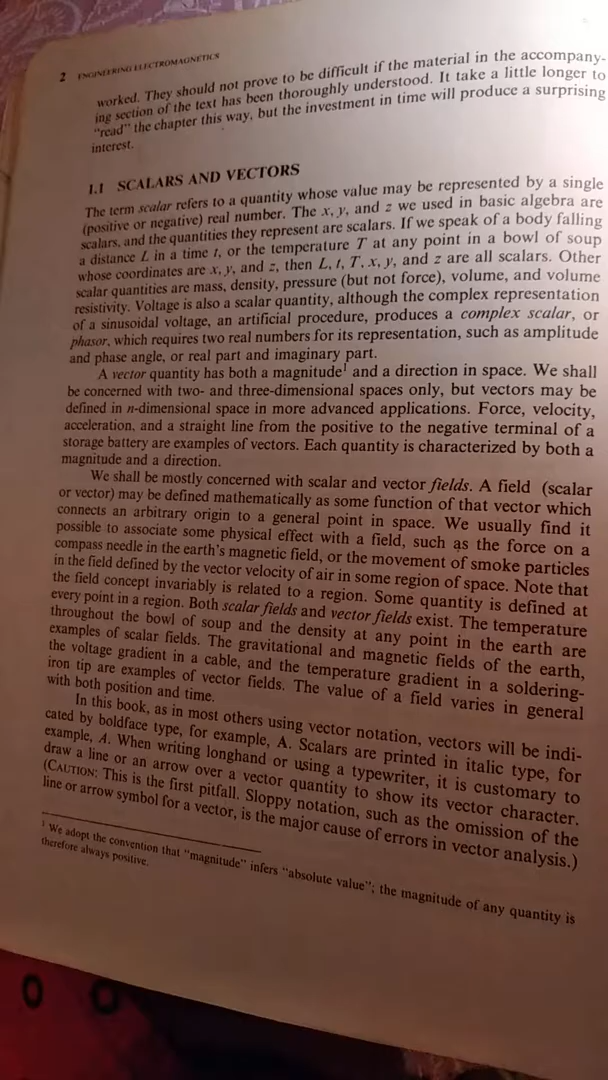 2 ENGINEERING ELECTROMAGNETICS
worked. They should not prove to be difficult if the material in the accompany-
ing section of the text has been thoroughly understood. It take a little longer to
"read" the chapter this way, but the investment in time will produce a surprising
interest.
1.1 SCALARS AND VECTORS
The term scalar refers to a quantity whose value may be represented by a single
(positive or negative) real number. The x, y, and z we used in basic algebra are
scalars, and the quantities they represent are scalars. If we speak of a body falling
a distance L in a time t, or the temperature T at any point in a bowl of soup
whose coordinates are x, y, and z, then L, t, T, x, y, and z are all scalars. Other
scalar quantities are mass, density, pressure (but not force), volume, and volume
resistivity. Voltage is also a scalar quantity, although the complex representation
of a sinusoidal voltage, an artificial procedure, produces a complex scalar, or
phasor, which requires two real numbers for its representation, such as amplitude
and phase angle, or real part and imaginary part.
A vector quantity has both a magnitude¹ and a direction in space. We shall
be concerned with two- and three-dimensional spaces only, but vectors may be
defined in n-dimensional space in more advanced applications. Force, velocity,
acceleration, and a straight line from the positive to the negative terminal of a
storage battery are examples of vectors. Each quantity is characterized by both a
magnitude and a direction.
We shall be mostly concerned with scalar and vector fields. A field (scalar
or vector) may be defined mathematically as some function of that vector which
connects an arbitrary origin to a general point in space. We usually find it
possible to associate some physical effect with a field, such as the force on a
compass needle in the earth's magnetic field, or the movement of smoke particles
in the field defined by the vector velocity of air in some region of space. Note that
the field concept invariably is related to a region. Some quantity is defined at
every point in a region. Both scalar fields and vector fields exist. The temperature
throughout the bowl of soup and the density at any point in the earth are
examples of scalar fields. The gravitational and magnetic fields of the earth,
the voltage gradient in a cable, and the temperature gradient in a soldering-
iron tip are examples of vector fields. The value of a field varies in general
with both position and time.
In this book, as in most others using vector notation, vectors will be indi-
cated by boldface type, for example, A. Scalars are printed in italic type, for
example, A. When writing longhand or using a typewriter, it is customary to
draw a line or an arrow over a vector quantity to show its vector character.
(CAUTION: This is the first pitfall. Sloppy notation, such as the omission of the
line or arrow symbol for a vector, is the major cause of errors in vector analysis.)
¹ We adopt the convention that "magnitude" infers "absolute value"; the magnitude of any quantity is
therefore always positive.